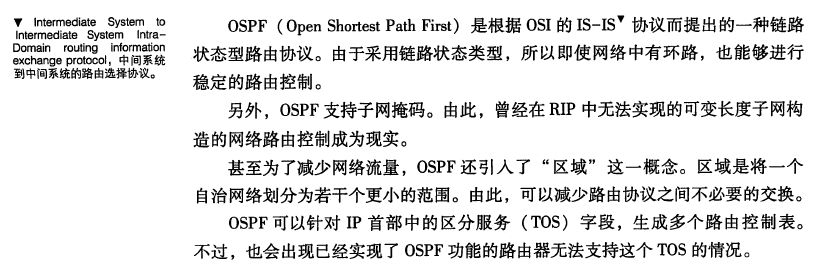 ▼ Intermediate System to
Intermediate System Intra-
Domain routing information
exchange protocol，中间系统
到中间系统的路由选择协议。
OSPF（Open Shortest Path First）是根据 OSI 的 IS-IS▼ 协议而提出的一种链路
状态型路由协议。由于采用链路状态类型，所以即使网络中有环路，也能够进行
稳定的路由控制。
另外，OSPF 支持子网掩码。由此，曾经在 RIP 中无法实现的可变长度子网构
造的网络路由控制成为现实。
甚至为了减少网络流量，OSPF 还引入了“区域”这一概念。区域是将一个
自治网络划分为若干个更小的范围。由此，可以减少路由协议之间不必要的交换。
OSPF 可以针对 IP 首部中的区分服务（TOS）字段，生成多个路由控制表。
不过，也会出现已经实现了 OSPF 功能的路由器无法支持这个 TOS 的情况。